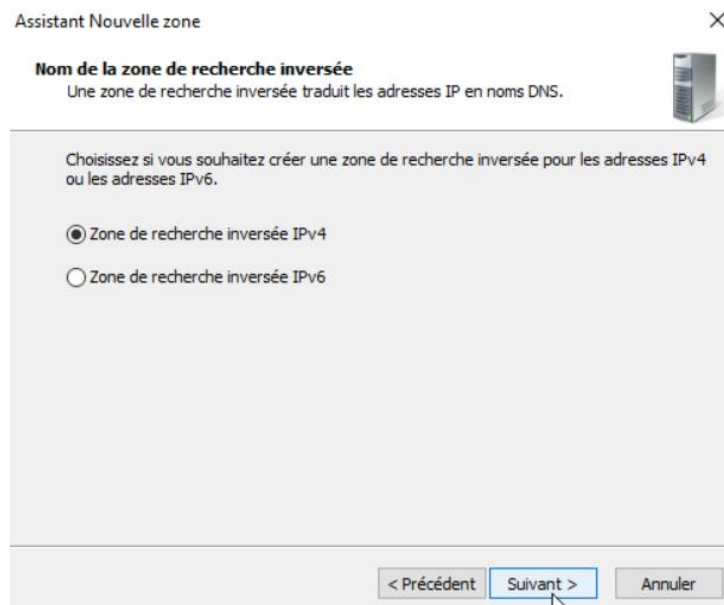 Assistant Nouvelle zone
Nom de la zone de recherche inversée
Une zone de recherche inversée traduit les adresses IP en noms DNS.
Choisissez si vous souhaitez créer une zone de recherche inversée pour les adresses IPv4
ou les adresses IPv6.
Zone de recherche inversée IPv4
Zone de recherche inversée IPv6
< Précédent Suivant > Annuler